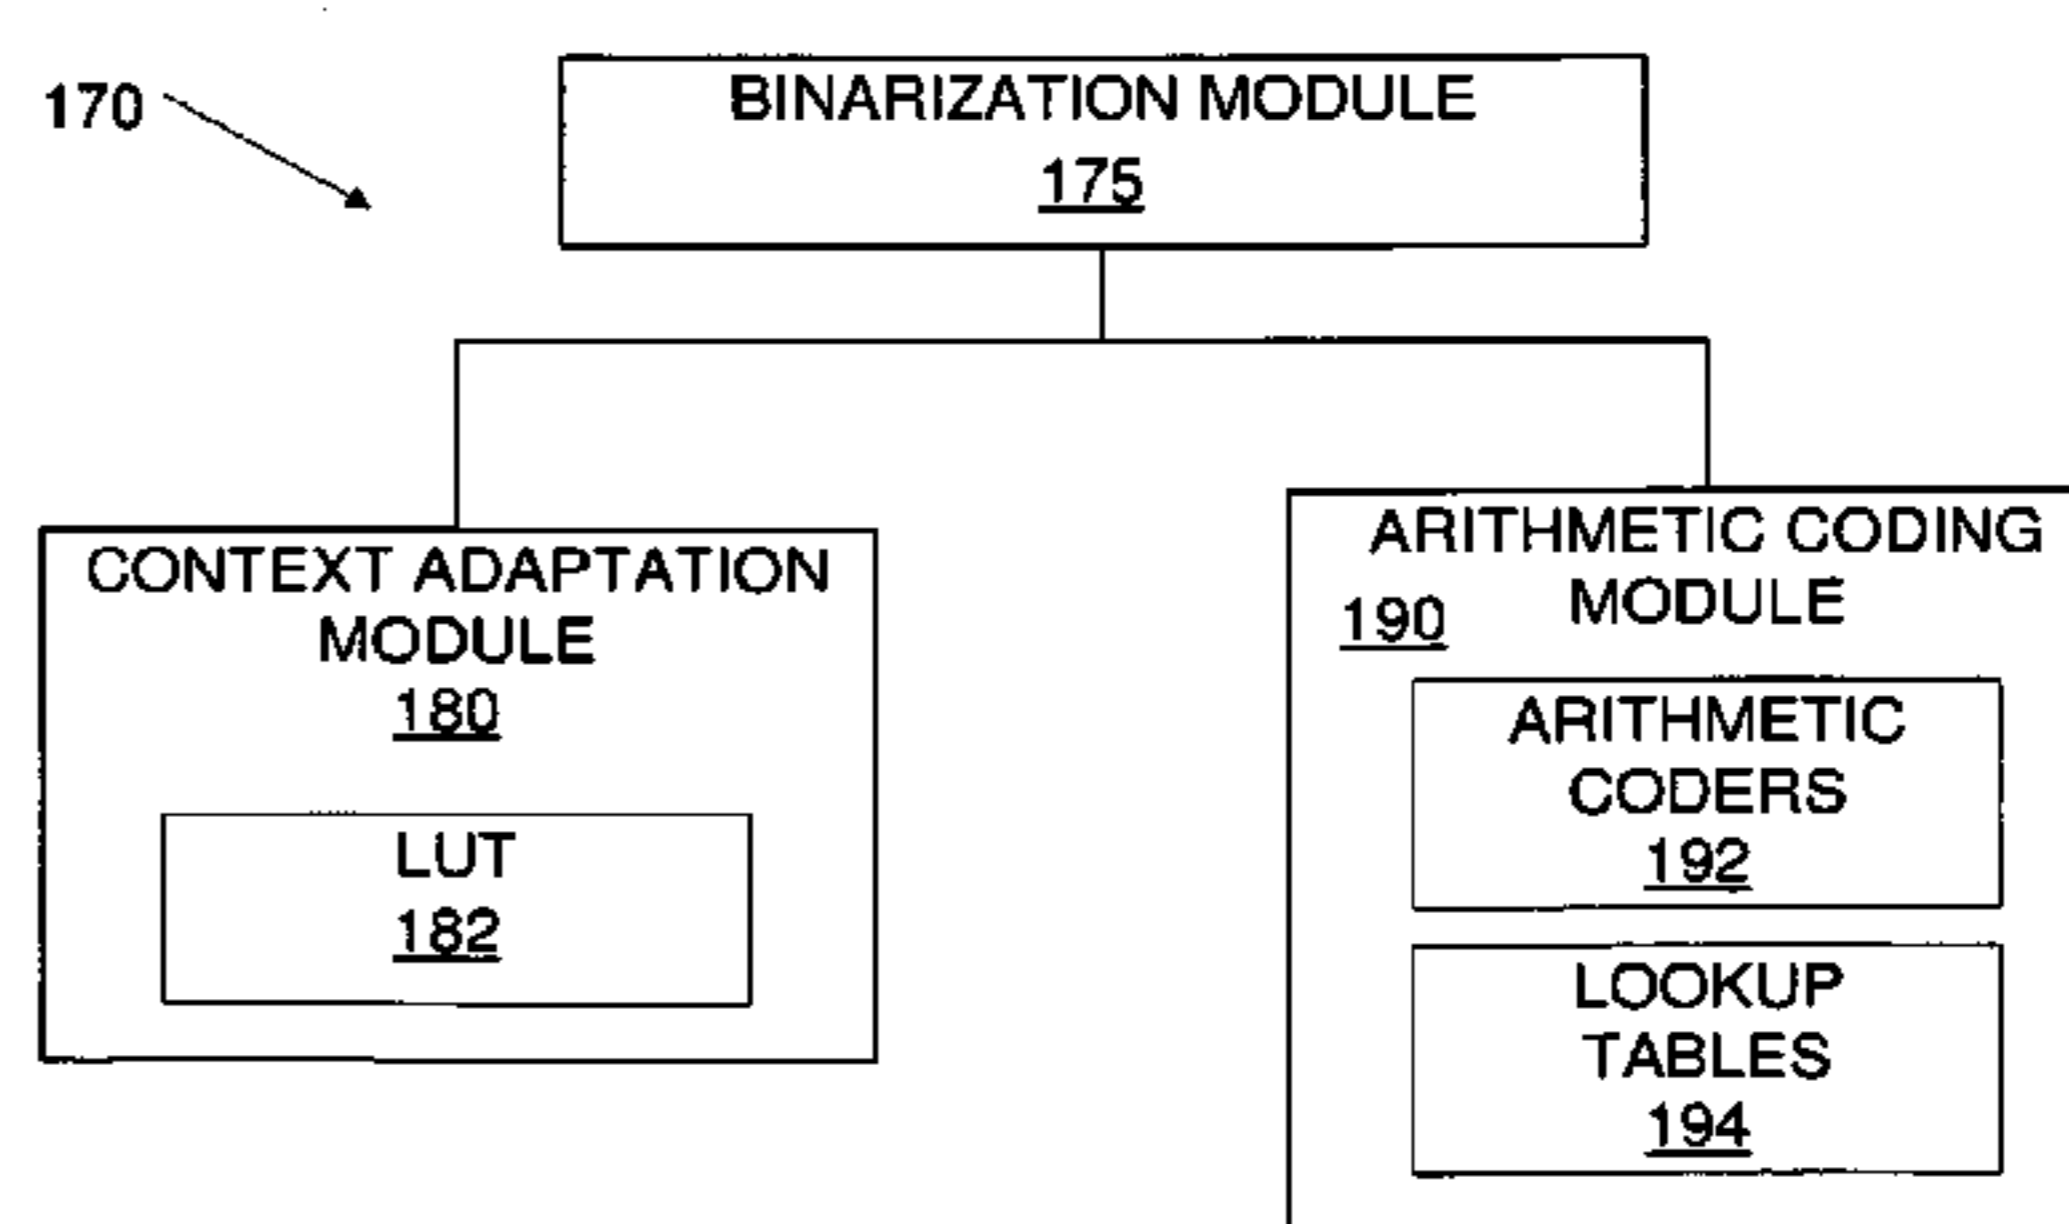 170
BINARIZATION MODULE
175
CONTEXT ADAPTATION
MODULE
180
LUT
182
ARITHMETIC CODING
MODULE
190
ARITHMETIC
CODERS
192
LOOKUP
TABLES
194